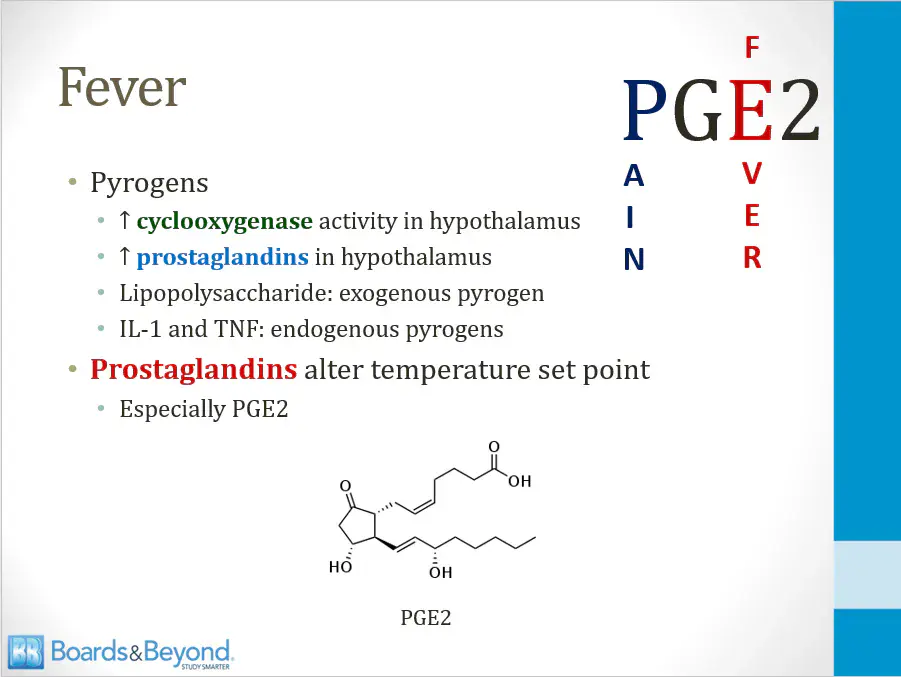 Fever
F
PGE2
A V
I E
N R
• Pyrogens
• ↑ cyclooxygenase activity in hypothalamus
• ↑ prostaglandins in hypothalamus
• Lipopolysaccharide: exogenous pyrogen
• IL-1 and TNF: endogenous pyrogens
• Prostaglandins alter temperature set point
• Especially PGE2
O
OH
O
HO
OH
PGE2
BB Boards&Beyond.
STUDY SMARTER